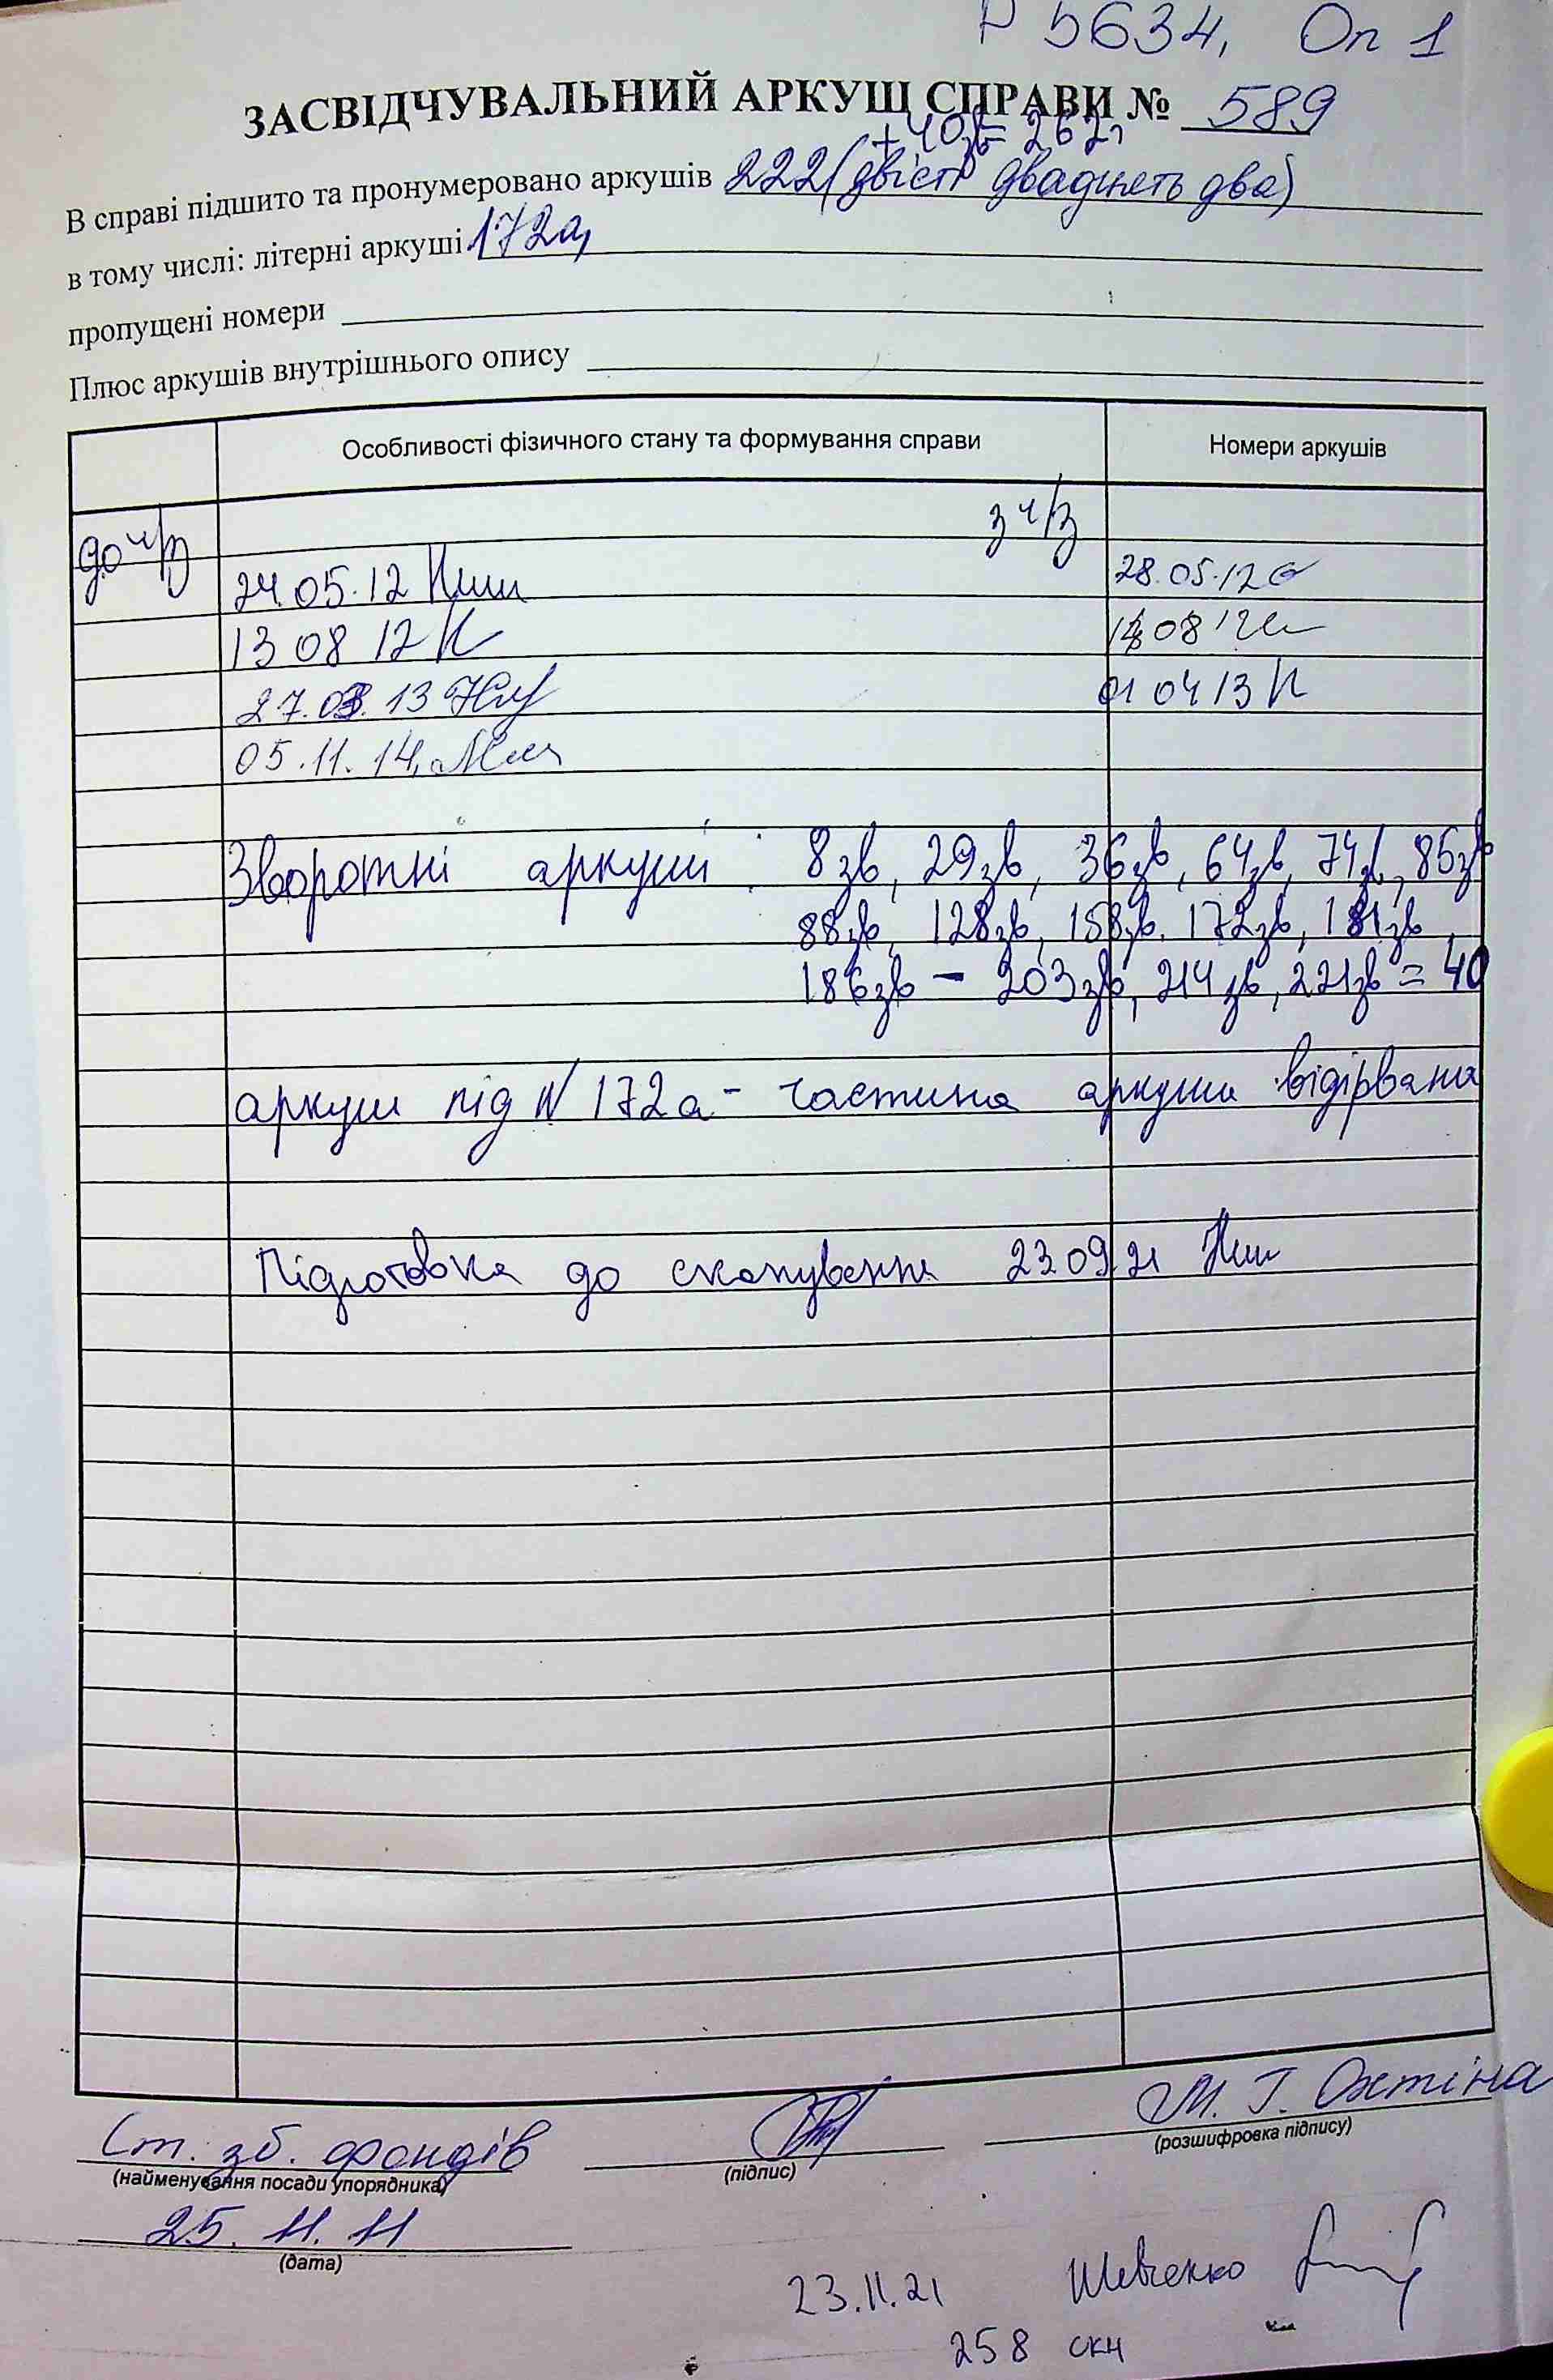 Р 5634, Оп 1
ЗАСВІДЧУВАЛЬНИЙ АРКУШ СПРАВИ № 589
+40зв= 262
В справі підшито та пронумеровано аркушів 222 (двісті двадцять два)
в тому числі: літерні аркуші 172а,
пропущені номери
Плюс аркушів внутрішнього опису
Особливості фізичного стану та формування справи Номери аркушів
до ч/з з ч/з
24.05.12 28.05.12
13 08 12 08 12
27.03.13 01 04 13
05.11.14
Зворотні аркуші: 8зв, 29зв, 36зв, 64зв, 74зв, 85зв
88зв, 128зв, 158зв. 172зв, 181зв
186зв – 203зв, 214зв, 221зв = 40
аркуш під N 172а - частина аркуша відірвана
Підготовка до сканування 23 09 21
Ст. зб. фондів М. І. Охтіна
(найменування посади упорядника) (підпис) (розшифровка підпису)
25. 11. 11
(дата)
23.11.21 Шевченко
258 скн